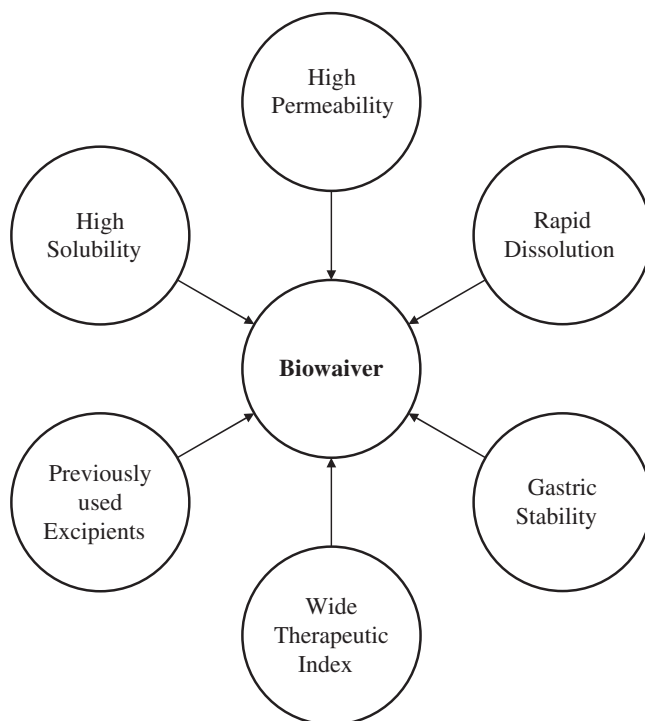 High
Permeability
High
Solubility
Rapid
Dissolution
Biowaiver
Previously
used
Excipients
Gastric
Stability
Wide
Therapeutic
Index